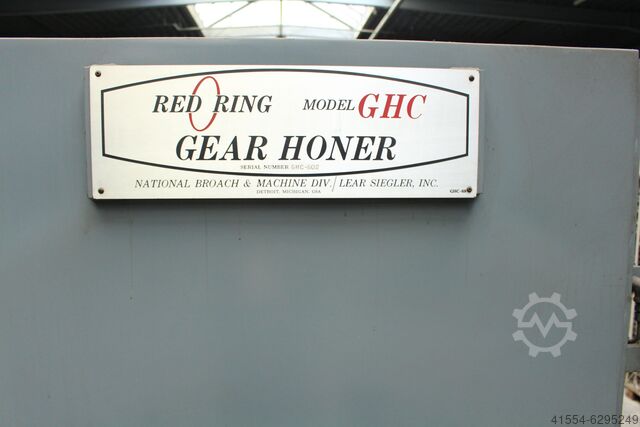 RED RING MODEL GHC
GEAR HONER
SERIAL NUMBER GHC-600
NATIONAL BROACH & MACHINE DIV./LEAR SIEGLER, INC.
DETROIT, MICHIGAN, USA
41554-6295249